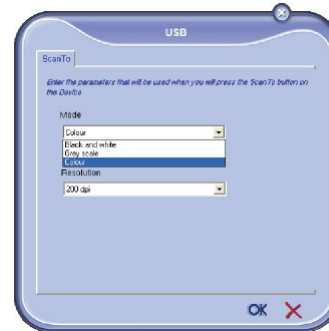 USB
ScanTo
Enter the parameters that will be used when you will press the ScanTo button on
the Device
Mode
Colour
Black and white
Grey scale
Colour
Resolution
200 dpi
OK